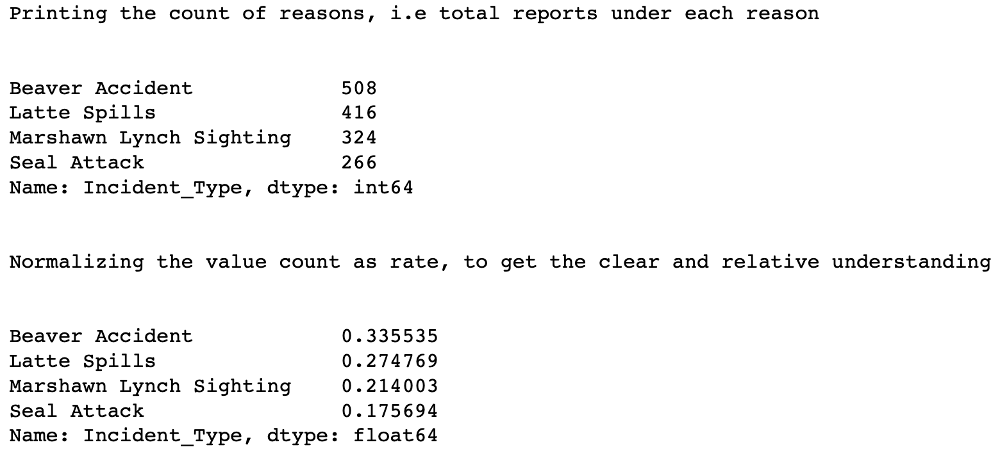 Printing the count of reasons, i.e total reports under each reason
Beaver Accident 508
Latte Spills 416
Marshawn Lynch Sighting 324
Seal Attack 266
Name: Incident_Type, dtype: int64
Normalizing the value count as rate, to get the clear and relative understanding
Beaver Accident 0.335535
Latte Spills 0.274769
Marshawn Lynch Sighting 0.214003
Seal Attack 0.175694
Name: Incident_Type, dtype: float64